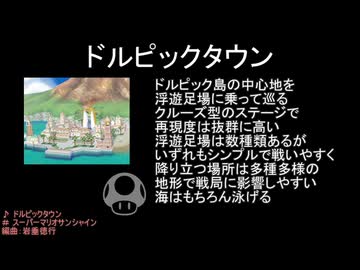 ドルピックタウン
ドルピック島の中心地を
浮遊足場に乗って巡る
クルーズ型のステージで
再現度は抜群に高い
浮遊足場は数種類あるが
いずれもシンプルで戦いやすく
降り立つ場所は多種多様の
地形で戦局に影響しやすい
海はもちろん泳げる
♪ ドルピックタウン
# スーパーマリオサンシャイン
編曲：岩垂徳行